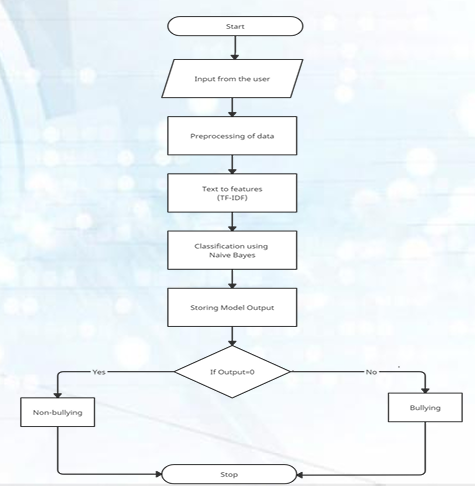 Start
Input from the user
Preprocessing of data
Text to features
(TF-IDF)
Classification using
Naive Bayes
Storing Model Output
If Output=0
Yes
No
Non-bullying
Bullying
Stop